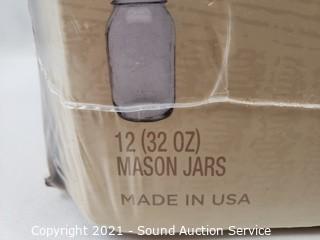 12 (32 OZ)
MASON JARS
MADE IN USA
Copyright 2021 - Sound Auction Service